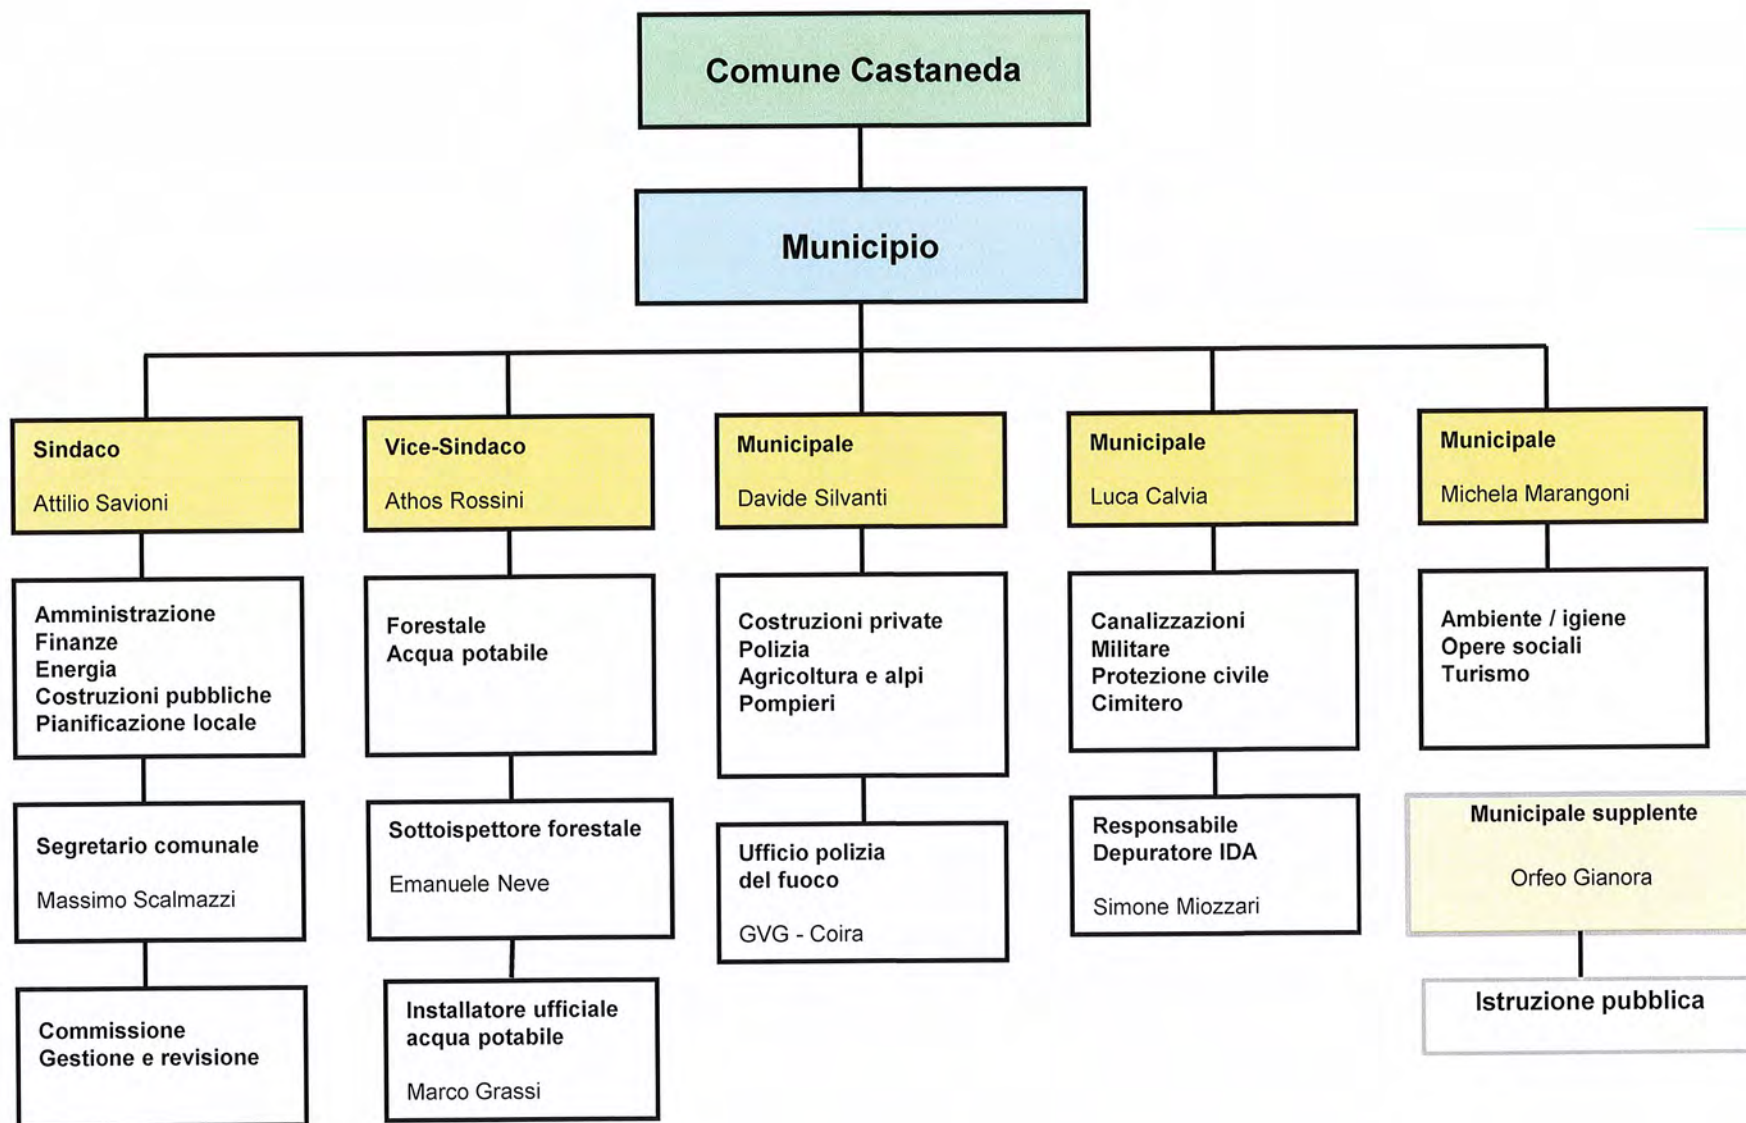 Comune Castaneda
Municipio
Sindaco
Attilio Savioni
Vice-Sindaco
Athos Rossini
Municipale
Davide Silvanti
Municipale
Luca Calvia
Municipale
Michela Marangoni
Amministrazione
Finanze
Energia
Costruzioni pubbliche
Pianificazione locale
Forestale
Acqua potabile
Costruzioni private
Polizia
Agricoltura e alpi
Pompieri
Canalizzazioni
Militare
Protezione civile
Cimitero
Ambiente / igiene
Opere sociali
Turismo
Segretario comunale
Massimo Scalmazzi
Sottoispettore forestale
Emanuele Neve
Ufficio polizia
del fuoco
GVG - Coira
Responsabile
Depuratore IDA
Simone Miozzari
Municipale supplente
Orfeo Gianora
Commissione
Gestione e revisione
Installatore ufficiale
acqua potabile
Marco Grassi
Istruzione pubblica